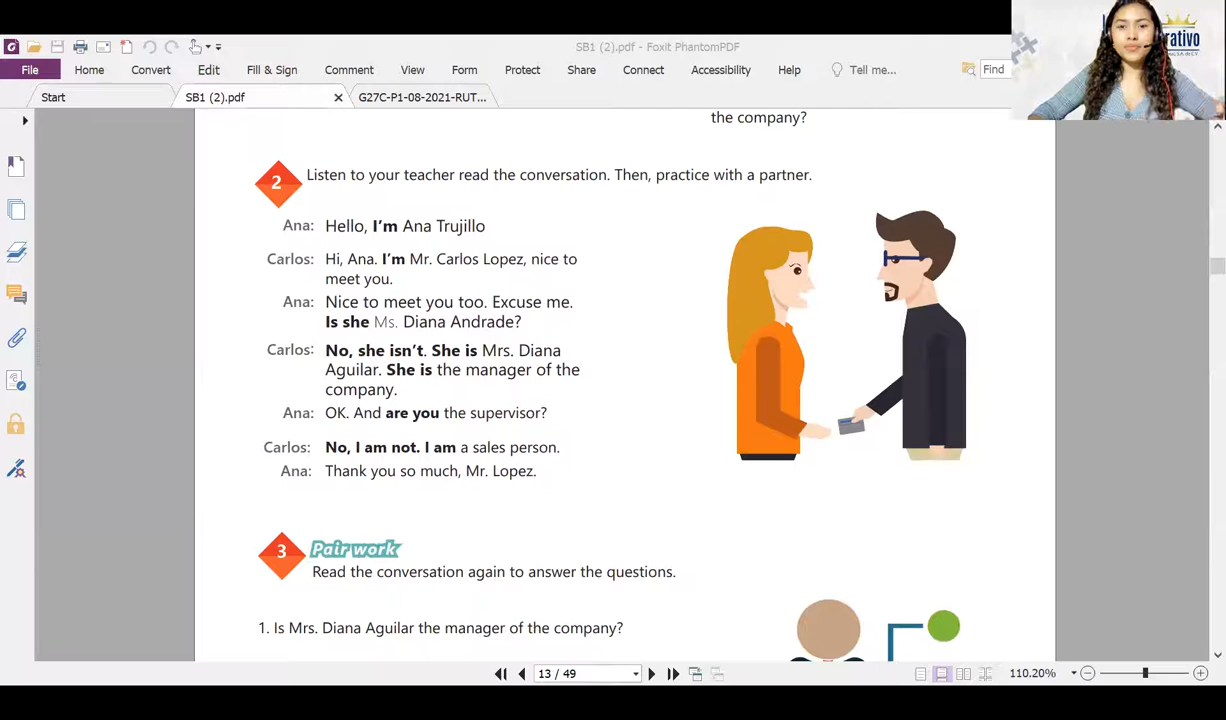 SB1 (2).pdf - Foxit PhantomPDF
File Home Convert Edit Fill & Sign Comment View Form Protect Share Connect Accessibility Help Tell me... Find
Start SB1 (2).pdf G27C-P1-08-2021-RUT...
the company?
2 Listen to your teacher read the conversation. Then, practice with a partner.
Ana: Hello, I'm Ana Trujillo
Carlos: Hi, Ana. I'm Mr. Carlos Lopez, nice to
meet you.
Ana: Nice to meet you too. Excuse me.
Is she Ms. Diana Andrade?
Carlos: No, she isn't. She is Mrs. Diana
Aguilar. She is the manager of the
company.
Ana: OK. And are you the supervisor?
Carlos: No, I am not. I am a sales person.
Ana: Thank you so much, Mr. Lopez.
3 Pair work
Read the conversation again to answer the questions.
1. Is Mrs. Diana Aguilar the manager of the company?
13 / 49
110.20%